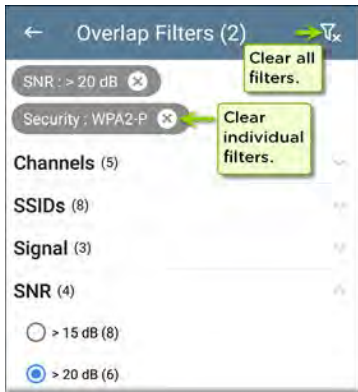 Overlap Filters (2)
Clear all
filters.
SNR : > 20 dB
Security : WPA2-P
Clear
individual
filters.
Channels (5)
SSIDs (8)
Signal (3)
SNR (4)
> 15 dB (8)
> 20 dB (6)